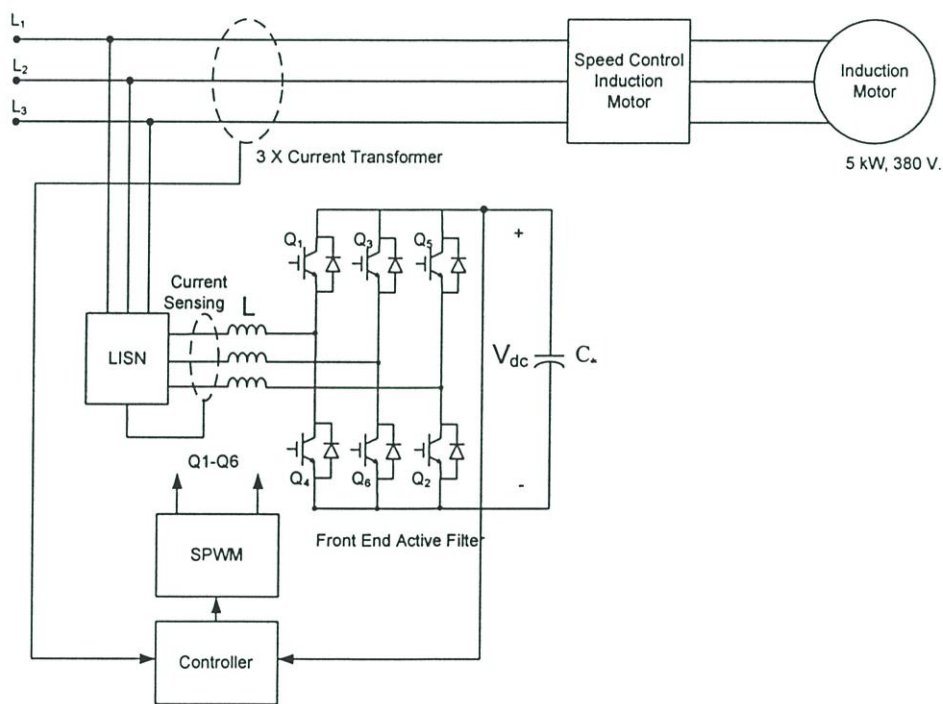 L₁
L₂
L₃
Speed Control
Induction
Motor
Induction
Motor
5 kW, 380 V.
3 X Current Transformer
Q₁
Q₃
Q₅
+
Current
Sensing
L
LISN
Vdc
C
Q1-Q6
Q₄
Q₆
Q₂
-
Front End Active Filter
SPWM
Controller